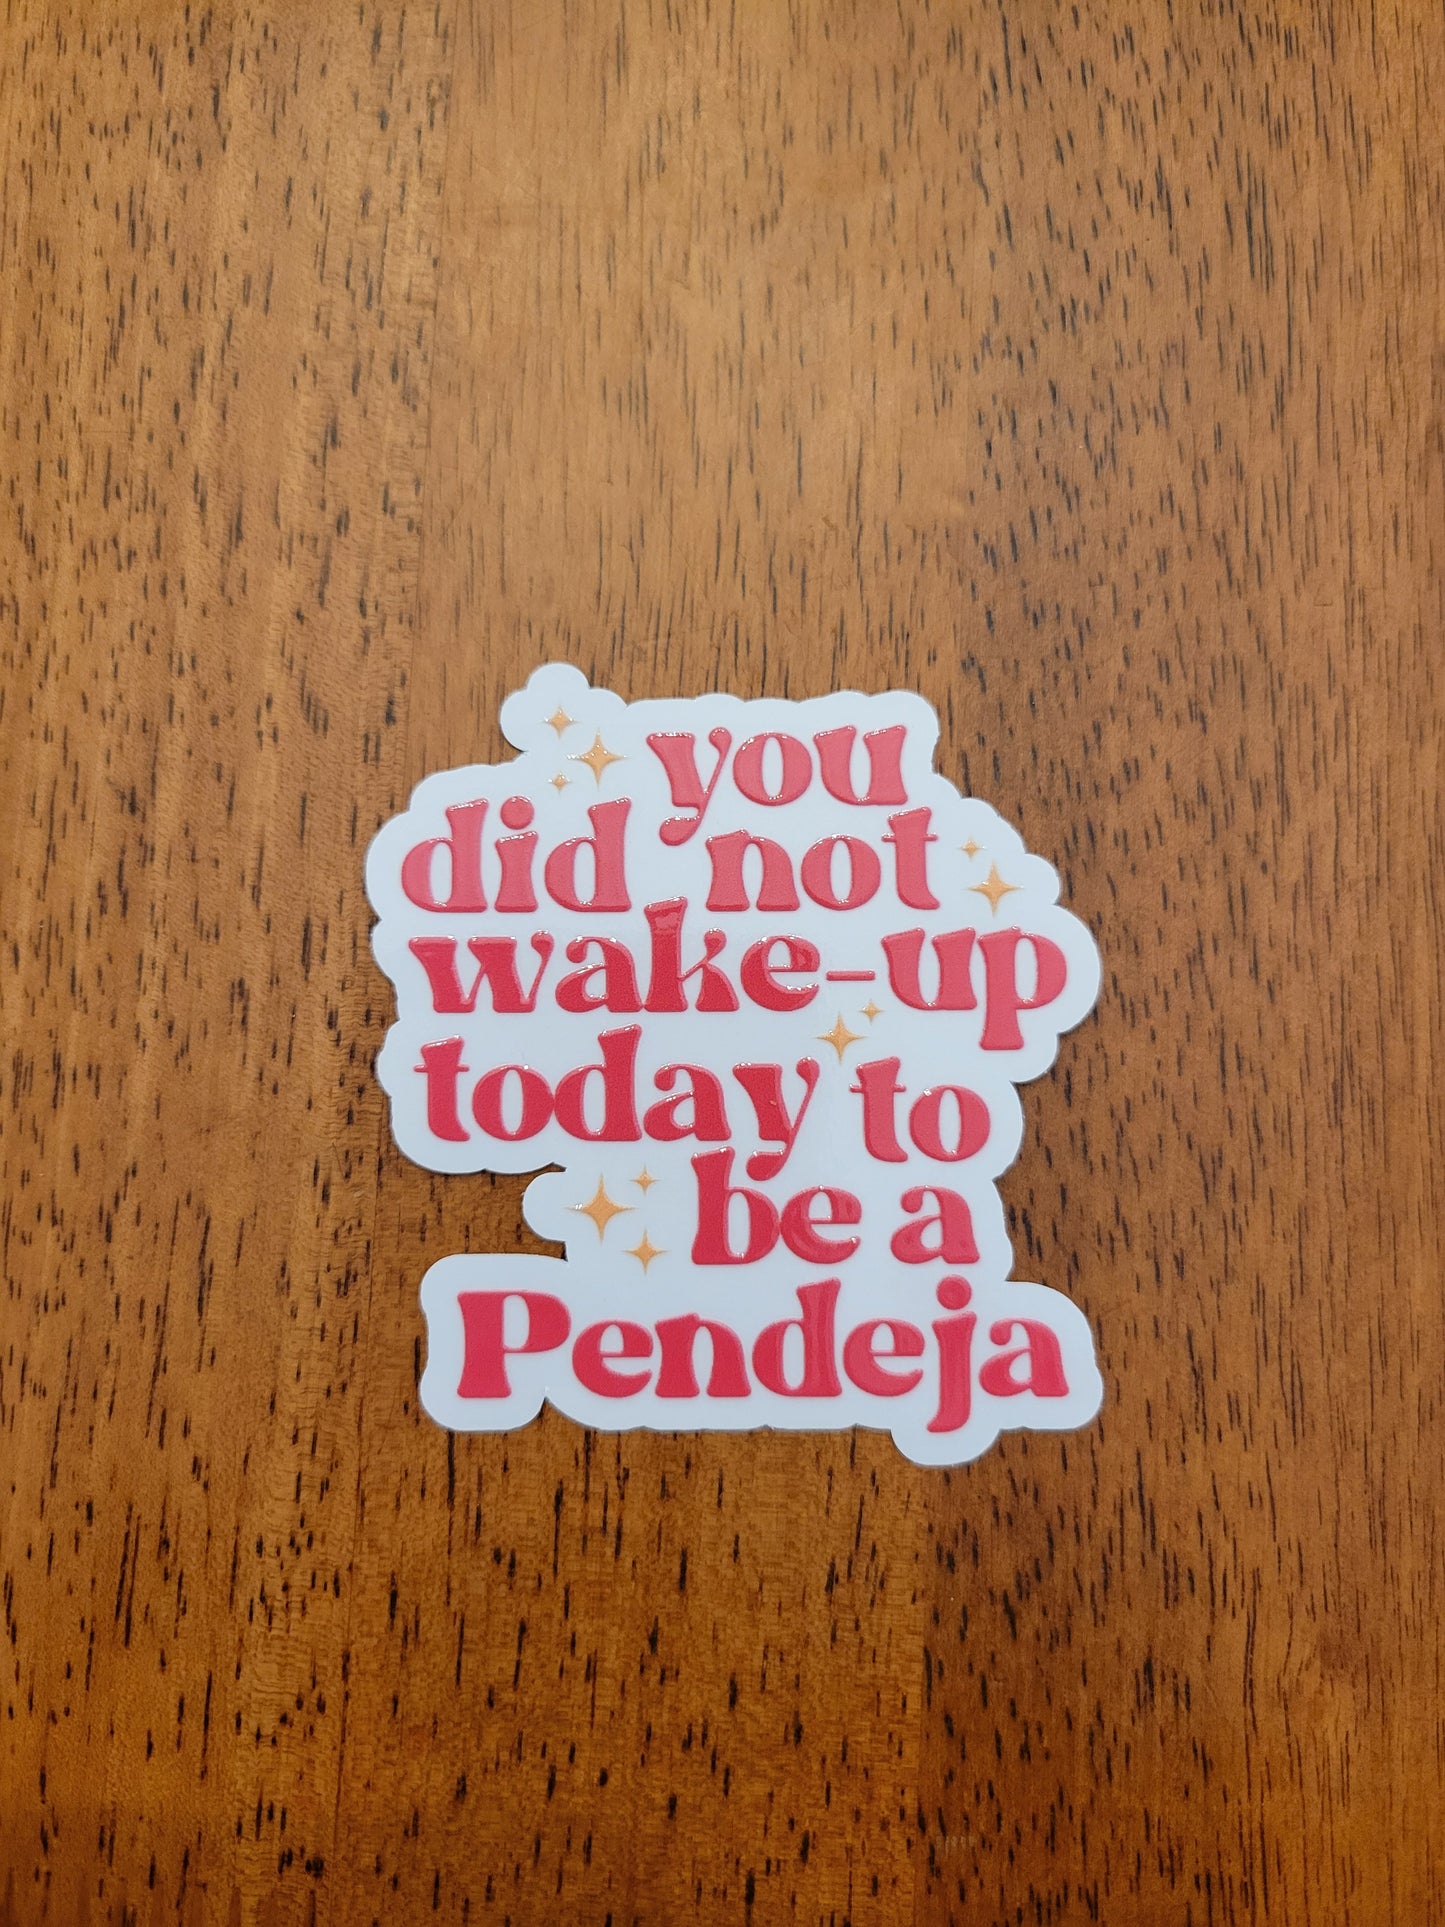 you
did not
wake-up
today to
be a
Pendeja